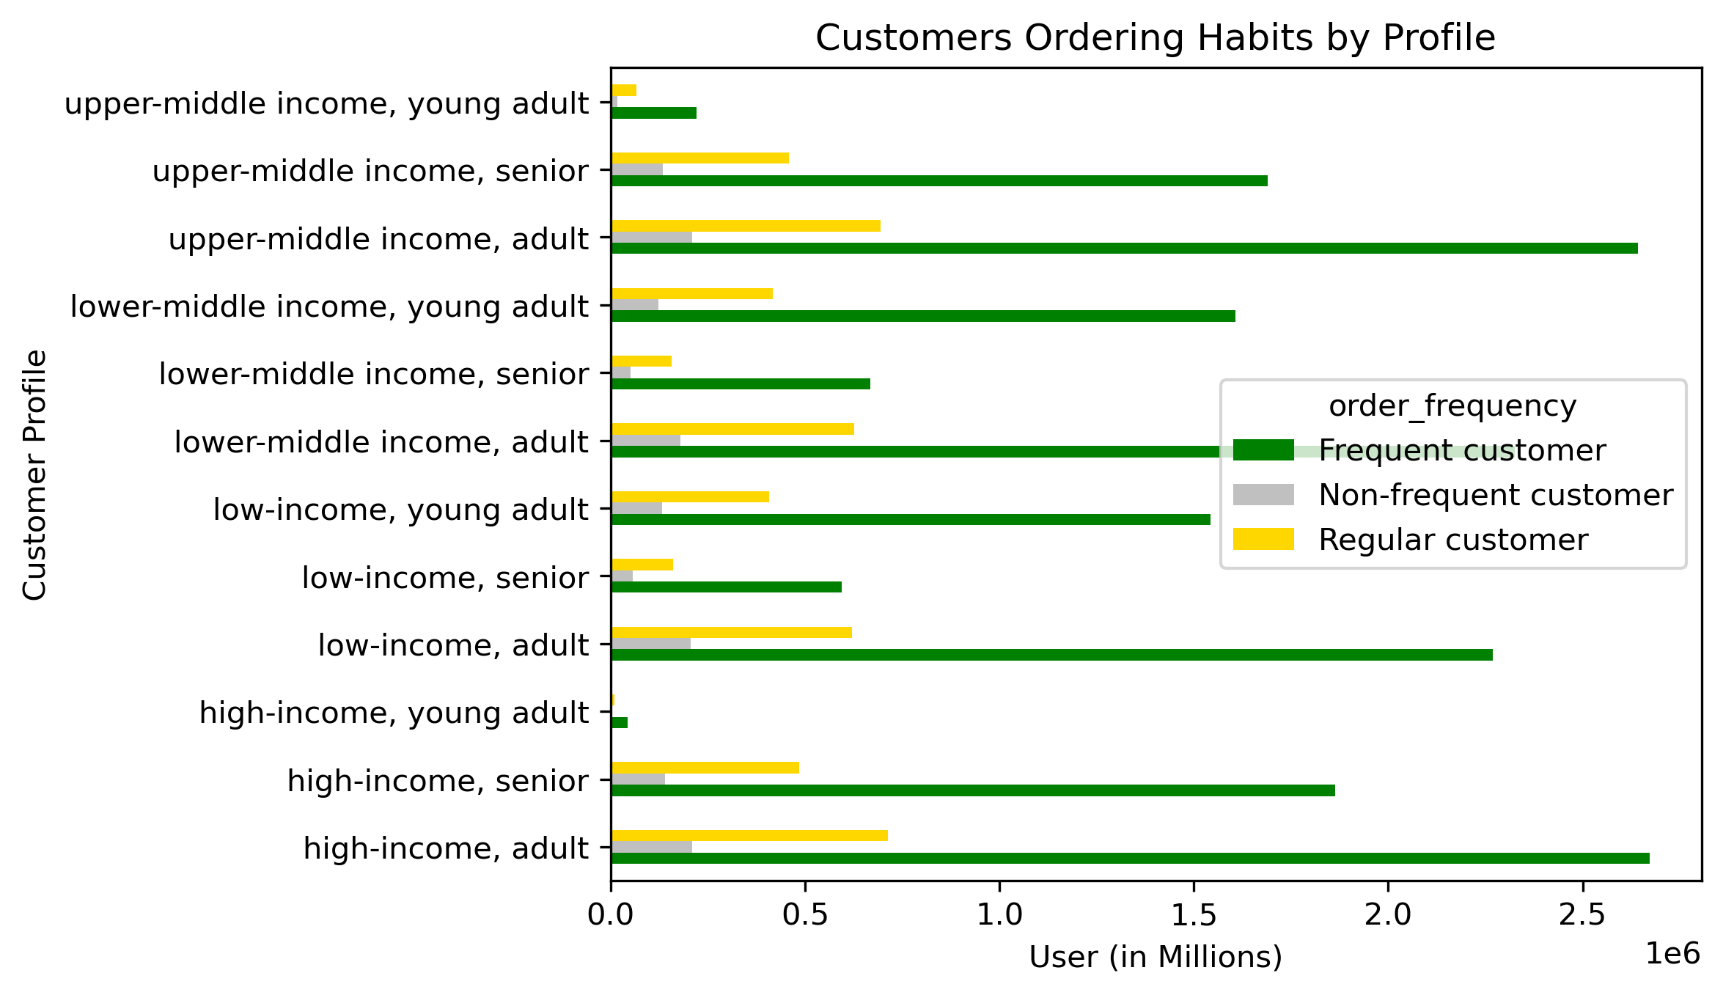 Customers Ordering Habits by Profile
Customer Profile
upper-middle income, young adult
upper-middle income, senior
upper-middle income, adult
lower-middle income, young adult
lower-middle income, senior
lower-middle income, adult
low-income, young adult
low-income, senior
low-income, adult
high-income, young adult
high-income, senior
high-income, adult
order_frequency
Frequent customer
Non-frequent customer
Regular customer
0.0 0.5 1.0 1.5 2.0 2.5
1e6
User (in Millions)